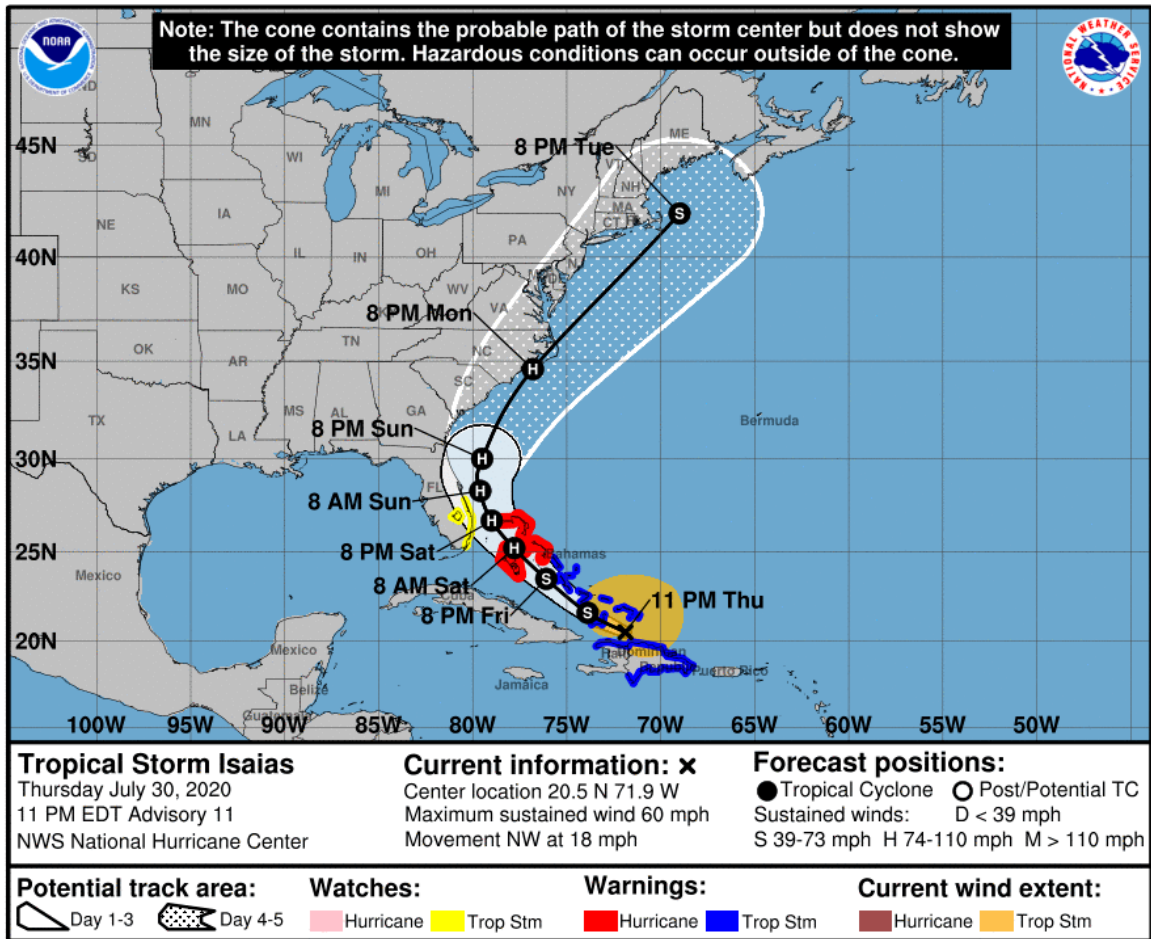 Note: The cone contains the probable path of the storm center but does not show
the size of the storm. Hazardous conditions can occur outside of the cone.
NOAA
NATIONAL WEATHER SERVICE
ND
MN
ME
45N
8 PM Tue
SD
WI
VT
MI
NY
NH
MA
CT
S
NE
IA
PA
40N
IL
IN
OH
KS
MO
WV
VA
8 PM Mon
OK
TN
NC
H
35N
AR
SC
TX
MS
AL
GA
Bermuda
LA
8 PM Sun
H
30N
FL
8 AM Sun
H
D
8 PM Sat
H
25N
H
Bahamas
Mexico
8 AM Sat
S
Cuba
8 PM Fri
S
11 PM Thu
20N
Mexico
Dominican
Puerto Rico
Belize
Jamaica
Guatemala
100W 95W 90W 85W 80W 75W 70W 65W 60W 55W 50W
Tropical Storm Isaias
Thursday July 30, 2020
11 PM EDT Advisory 11
NWS National Hurricane Center
Current information: ×
Center location 20.5 N 71.9 W
Maximum sustained wind 60 mph
Movement NW at 18 mph
Forecast positions:
Tropical Cyclone Post/Potential TC
Sustained winds: D < 39 mph
S 39-73 mph H 74-110 mph M > 110 mph
Potential track area:
Day 1-3 Day 4-5
Watches:
Hurricane Trop Stm
Warnings:
Hurricane Trop Stm
Current wind extent:
Hurricane Trop Stm